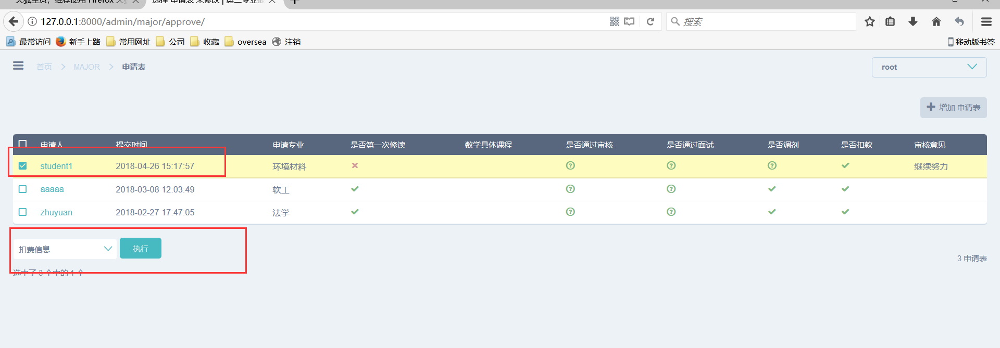 火狐主页，推荐使用 Firefox 火狐
选择 申请表 来修改 | 第二专业报
127.0.0.1:8000/admin/major/approve/
搜索
最常访问 新手上路 常用网址 公司 收藏 oversea 注销 移动版书签
首页 > MAJOR > 申请表
root
增加 申请表
申请人 提交时间 申请专业 是否第一次修读 数学具体课程 是否通过审核 是否通过面试 是否调剂 是否扣款 审核意见
student1 2018-04-26 15:17:57 环境材料 继续努力
aaaaa 2018-03-08 12:03:49 软工
zhuyuan 2018-02-27 17:47:05 法学
扣费信息 执行
3 申请表
选中了 3 个中的 1 个